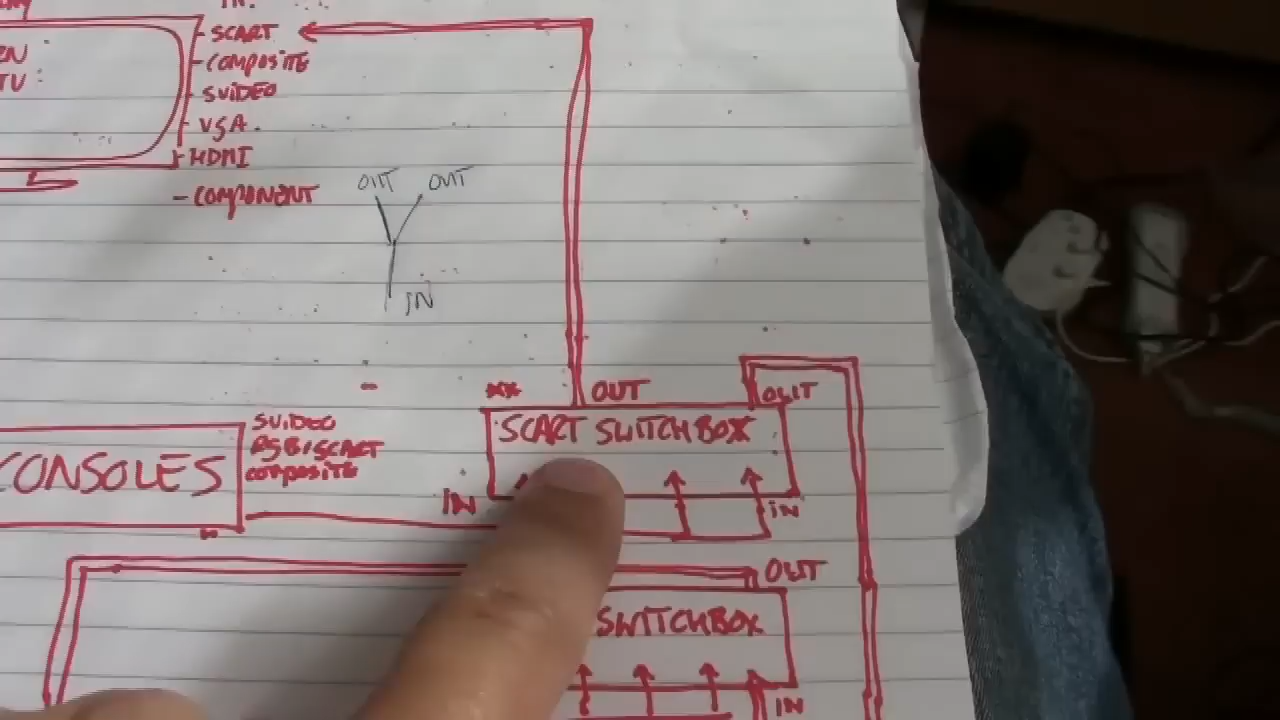 IN.
SCART
COMPOSITE
TV:
SVIDEO
VGA.
HDMI
COMPONENT
OUT OUT
IN
OUT OUT
SVIDEO
SCART SWITCHBOX
RGB/SCART
CONSOLES
COMPOSITE
IN IN
OUT
SWITCHBOX
IN